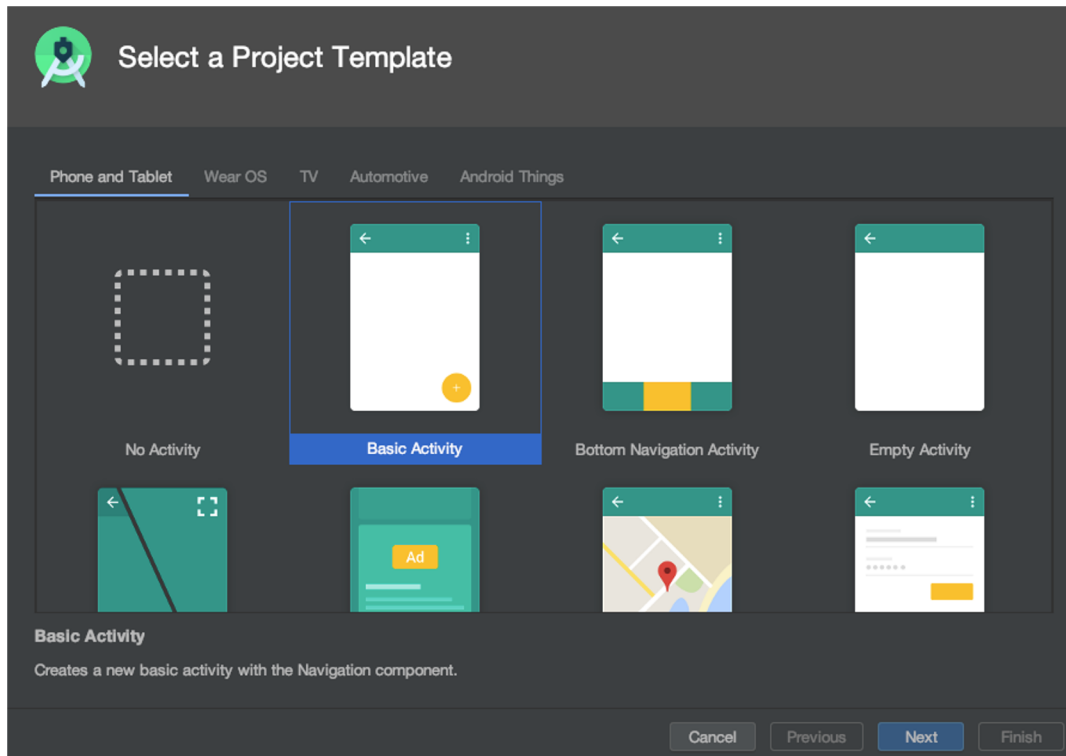 Select a Project Template
Phone and Tablet Wear OS TV Automotive Android Things
No Activity Basic Activity Bottom Navigation Activity Empty Activity
Ad
Basic Activity
Creates a new basic activity with the Navigation component.
Cancel Previous Next Finish